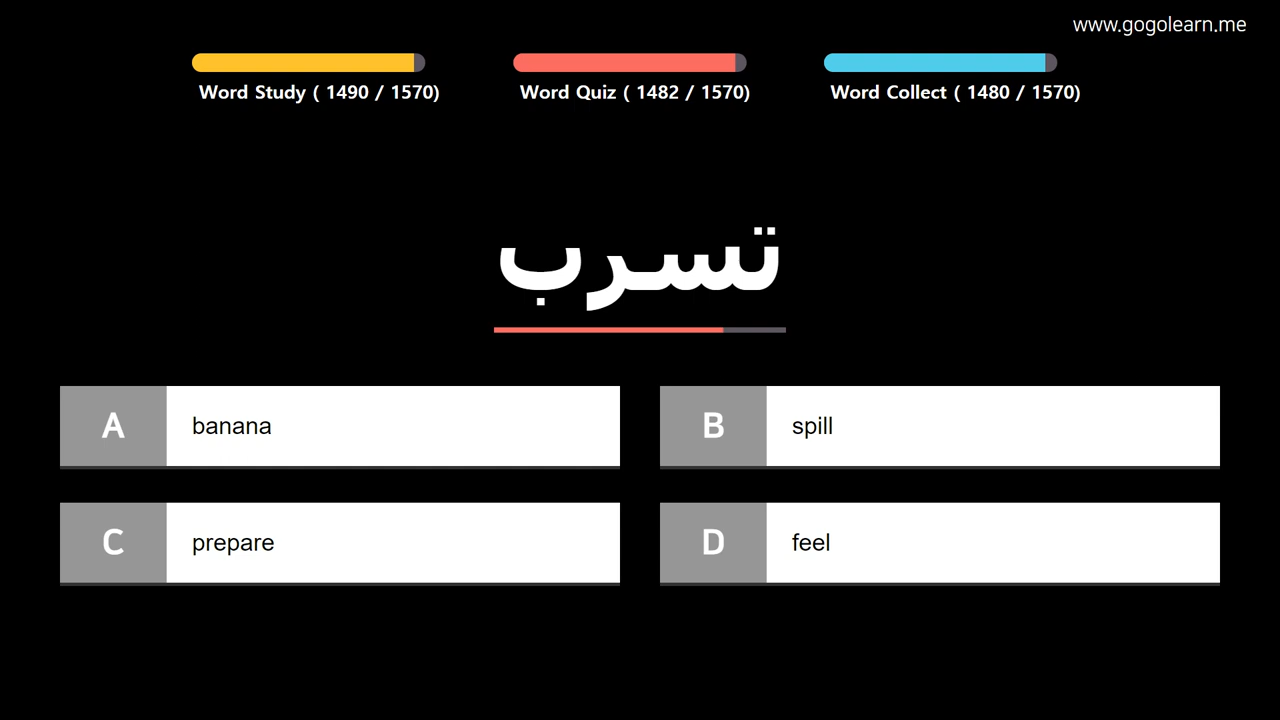 www.gogolearn.me
Word Study ( 1490 / 1570)
Word Quiz ( 1482 / 1570)
Word Collect ( 1480 / 1570)
تسرب
A banana
B spill
C prepare
D feel